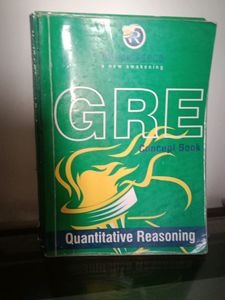 a new awakening
GRE
Concept Book
Quantitative Reasoning